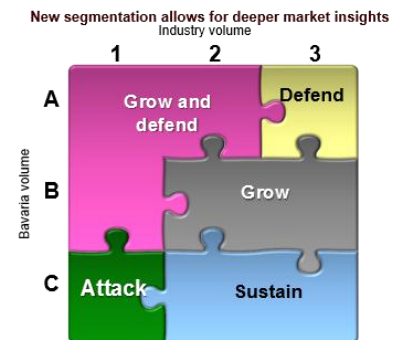 New segmentation allows for deeper market insights
Industry volume
1 2 3
A
Grow and
defend
Defend
Bavaria volume
B
Grow
C
Attack
Sustain